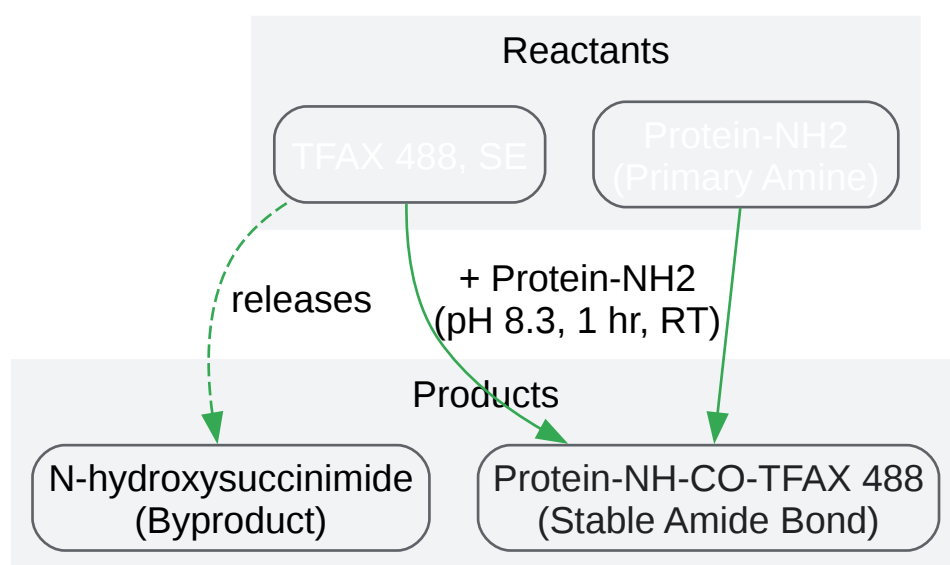 Reactants
TFAX 488, SE
Protein-NH2
(Primary Amine)
releases
+ Protein-NH2
(pH 8.3, 1 hr, RT)
Products
N-hydroxysuccinimide
(Byproduct)
Protein-NH-CO-TFAX 488
(Stable Amide Bond)